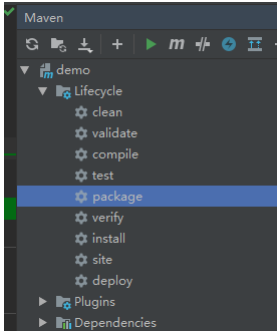 Maven
demo
Lifecycle
clean
validate
compile
test
package
verify
install
site
deploy
Plugins
Dependencies